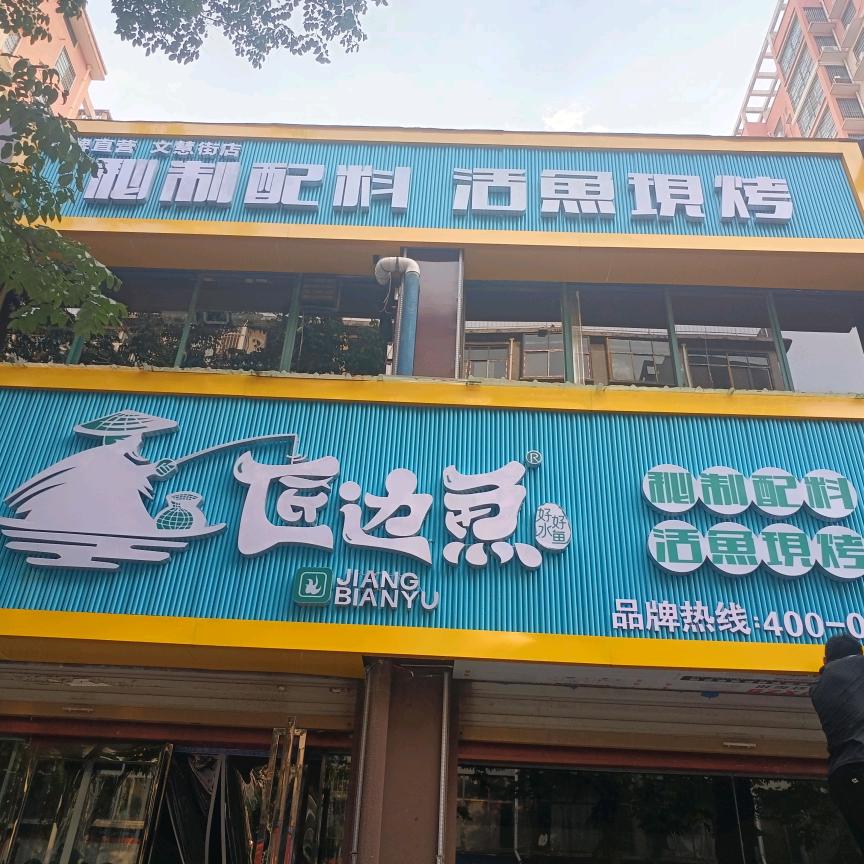 牌直营 文慧街店
秘制配料 活魚現烤
匠边鱼®
好水
好鱼
JIANG
BIANYU
秘制配料
活魚現烤
品牌热线:400-0